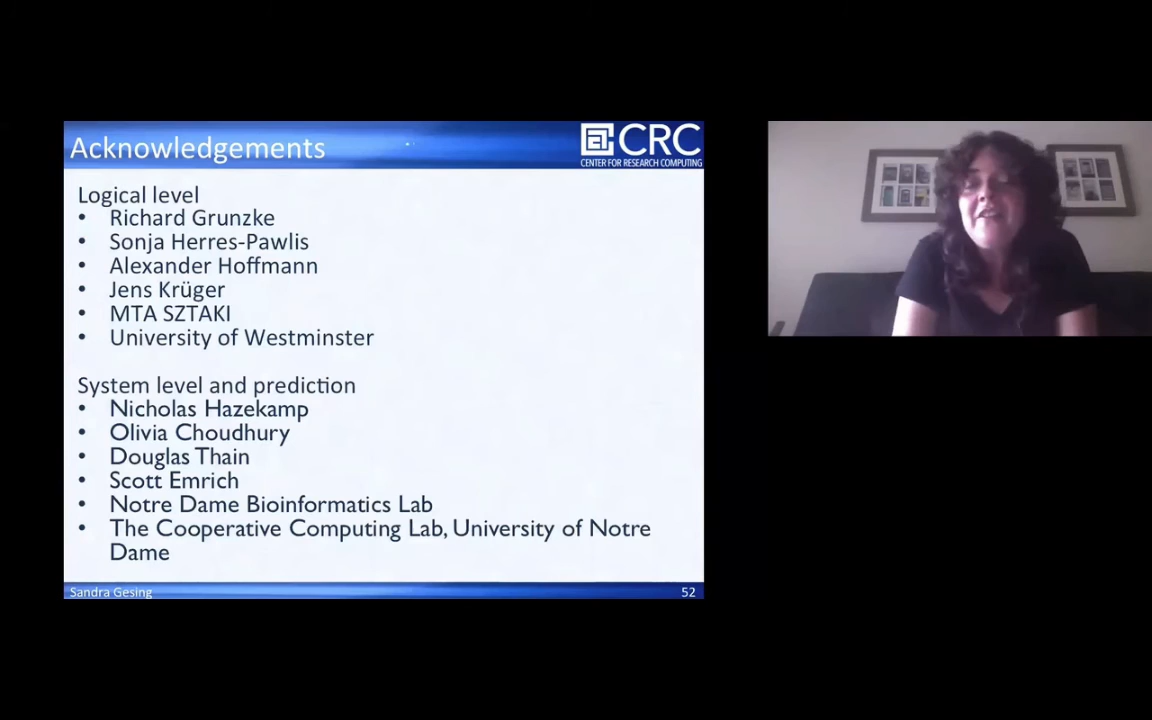 Acknowledgements
CRC
CENTER FOR RESEARCH COMPUTING
Logical level
• Richard Grunzke
• Sonja Herres-Pawlis
• Alexander Hoffmann
• Jens Krüger
• MTA SZTAKI
• University of Westminster
System level and prediction
• Nicholas Hazekamp
• Olivia Choudhury
• Douglas Thain
• Scott Emrich
• Notre Dame Bioinformatics Lab
• The Cooperative Computing Lab, University of Notre
Dame
Sandra Gesing
52